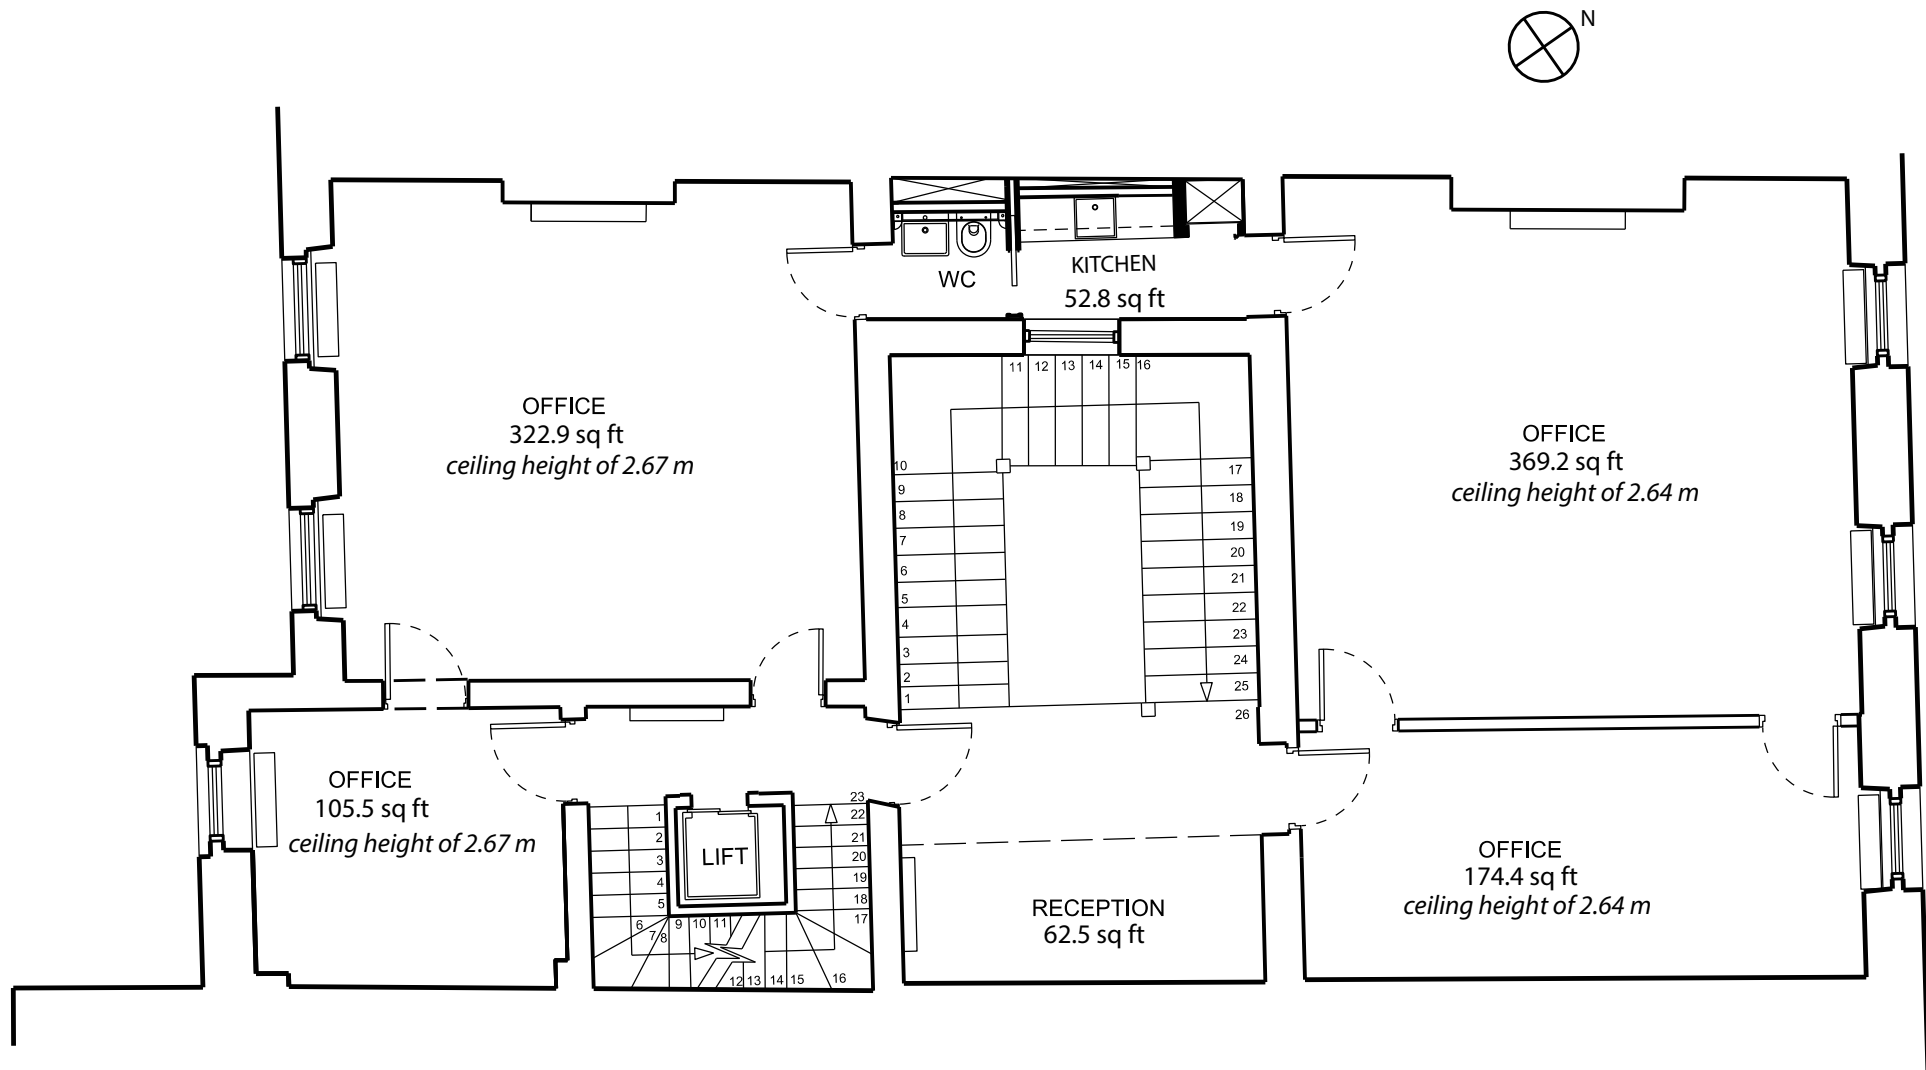 N
WC
KITCHEN
52.8 sq ft
11 12 13 14 15 16
OFFICE
322.9 sq ft
ceiling height of 2.67 m
OFFICE
369.2 sq ft
ceiling height of 2.64 m
10
9
8
7
6
5
4
3
2
1
17
18
19
20
21
22
23
24
25
26
OFFICE
105.5 sq ft
ceiling height of 2.67 m
1
2
3
4
5
6
7
8
9
10
11
12
13
14
15
16
17
18
19
20
21
22
23
LIFT
RECEPTION
62.5 sq ft
OFFICE
174.4 sq ft
ceiling height of 2.64 m